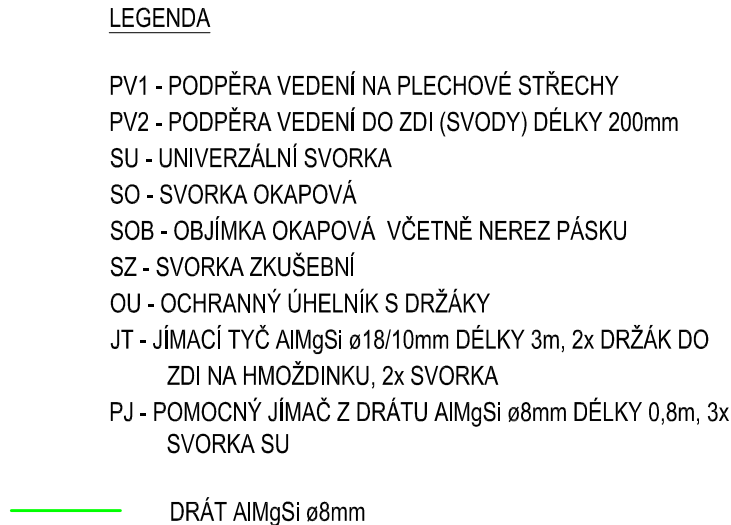 LEGENDA
PV1 - PODPĚRA VEDENÍ NA PLECHOVÉ STŘECHY
PV2 - PODPĚRA VEDENÍ DO ZDI (SVODY) DÉLKY 200mm
SU - UNIVERZÁLNÍ SVORKA
SO - SVORKA OKAPOVÁ
SOB - OBJÍMKA OKAPOVÁ VČETNĚ NEREZ PÁSKU
SZ - SVORKA ZKUŠEBNÍ
OU - OCHRANNÝ ÚHELNÍK S DRŽÁKY
JT - JÍMACÍ TYČ AlMgSi ø18/10mm DÉLKY 3m, 2x DRŽÁK DO
ZDI NA HMOŽDINKU, 2x SVORKA
PJ - POMOCNÝ JÍMAČ Z DRÁTU AlMgSi ø8mm DÉLKY 0,8m, 3x
SVORKA SU
DRÁT AlMgSi ø8mm